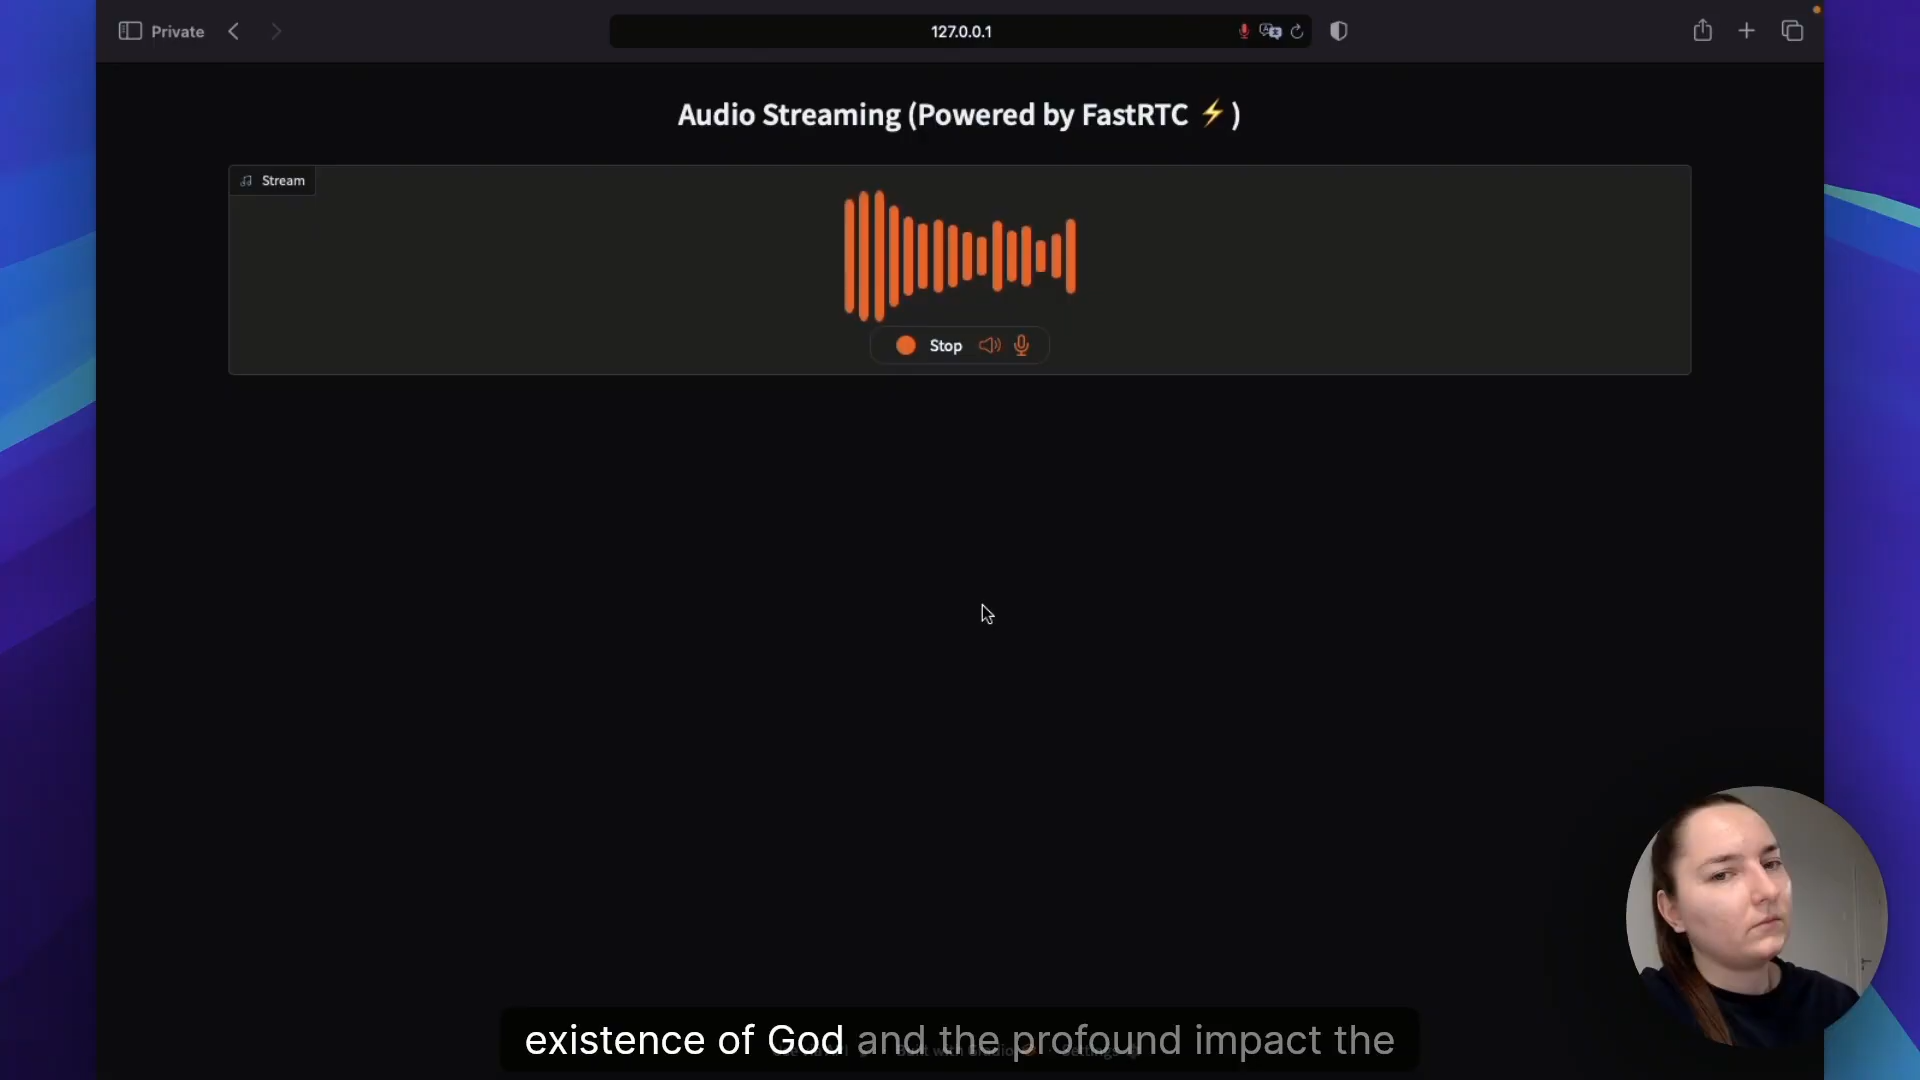 Private
127.0.0.1
Audio Streaming (Powered by FastRTC ⚡)
Stream
Stop
existence of God and the profound impact the